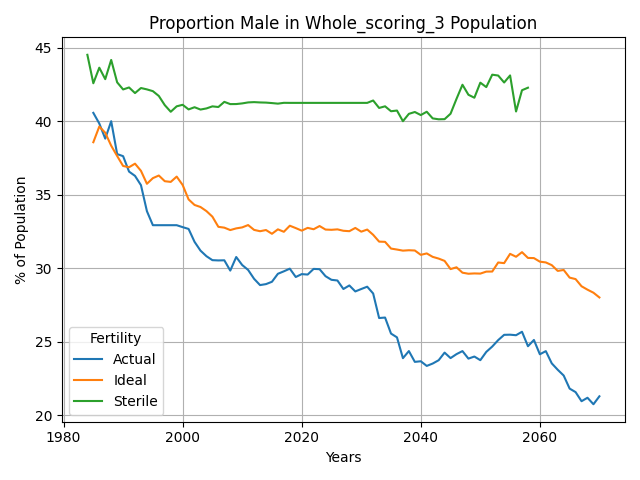 Proportion Male in Whole_scoring_3 Population
% of Population
45
40
35
30
25
20
Fertility
Actual
Ideal
Sterile
1980
2000
2020
2040
2060
Years